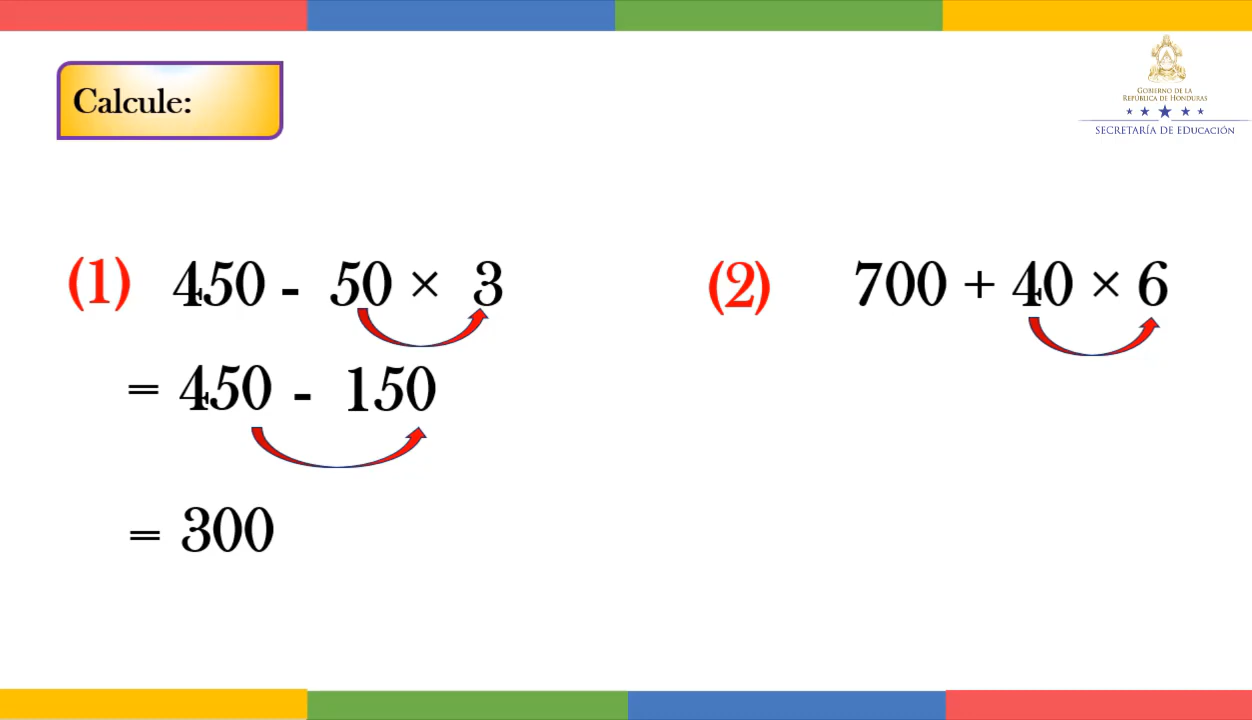 Calcule:
GOBIERNO DE LA
REPÚBLICA DE HONDURAS
SECRETARÍA DE EDUCACIÓN
(1) 450 - 50 × 3
= 450 - 150
= 300
(2) 700 + 40 × 6